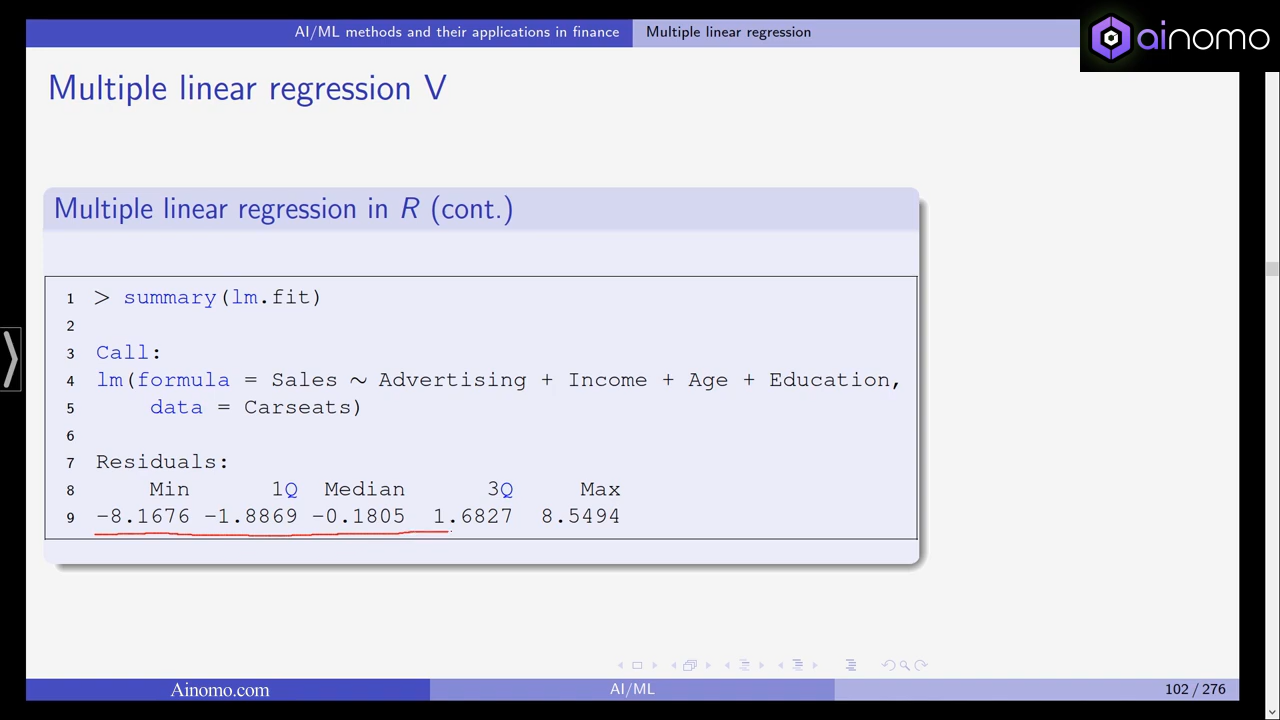 AI/ML methods and their applications in finance Multiple linear regression
ainomo
Multiple linear regression V
Multiple linear regression in R (cont.)
1 > summary(lm.fit)
2
3 Call:
4 lm(formula = Sales ~ Advertising + Income + Age + Education,
5 data = Carseats)
6
7 Residuals:
8 Min 1Q Median 3Q Max
9 -8.1676 -1.8869 -0.1805 1.6827 8.5494
Ainomo.com AI/ML 102 / 276